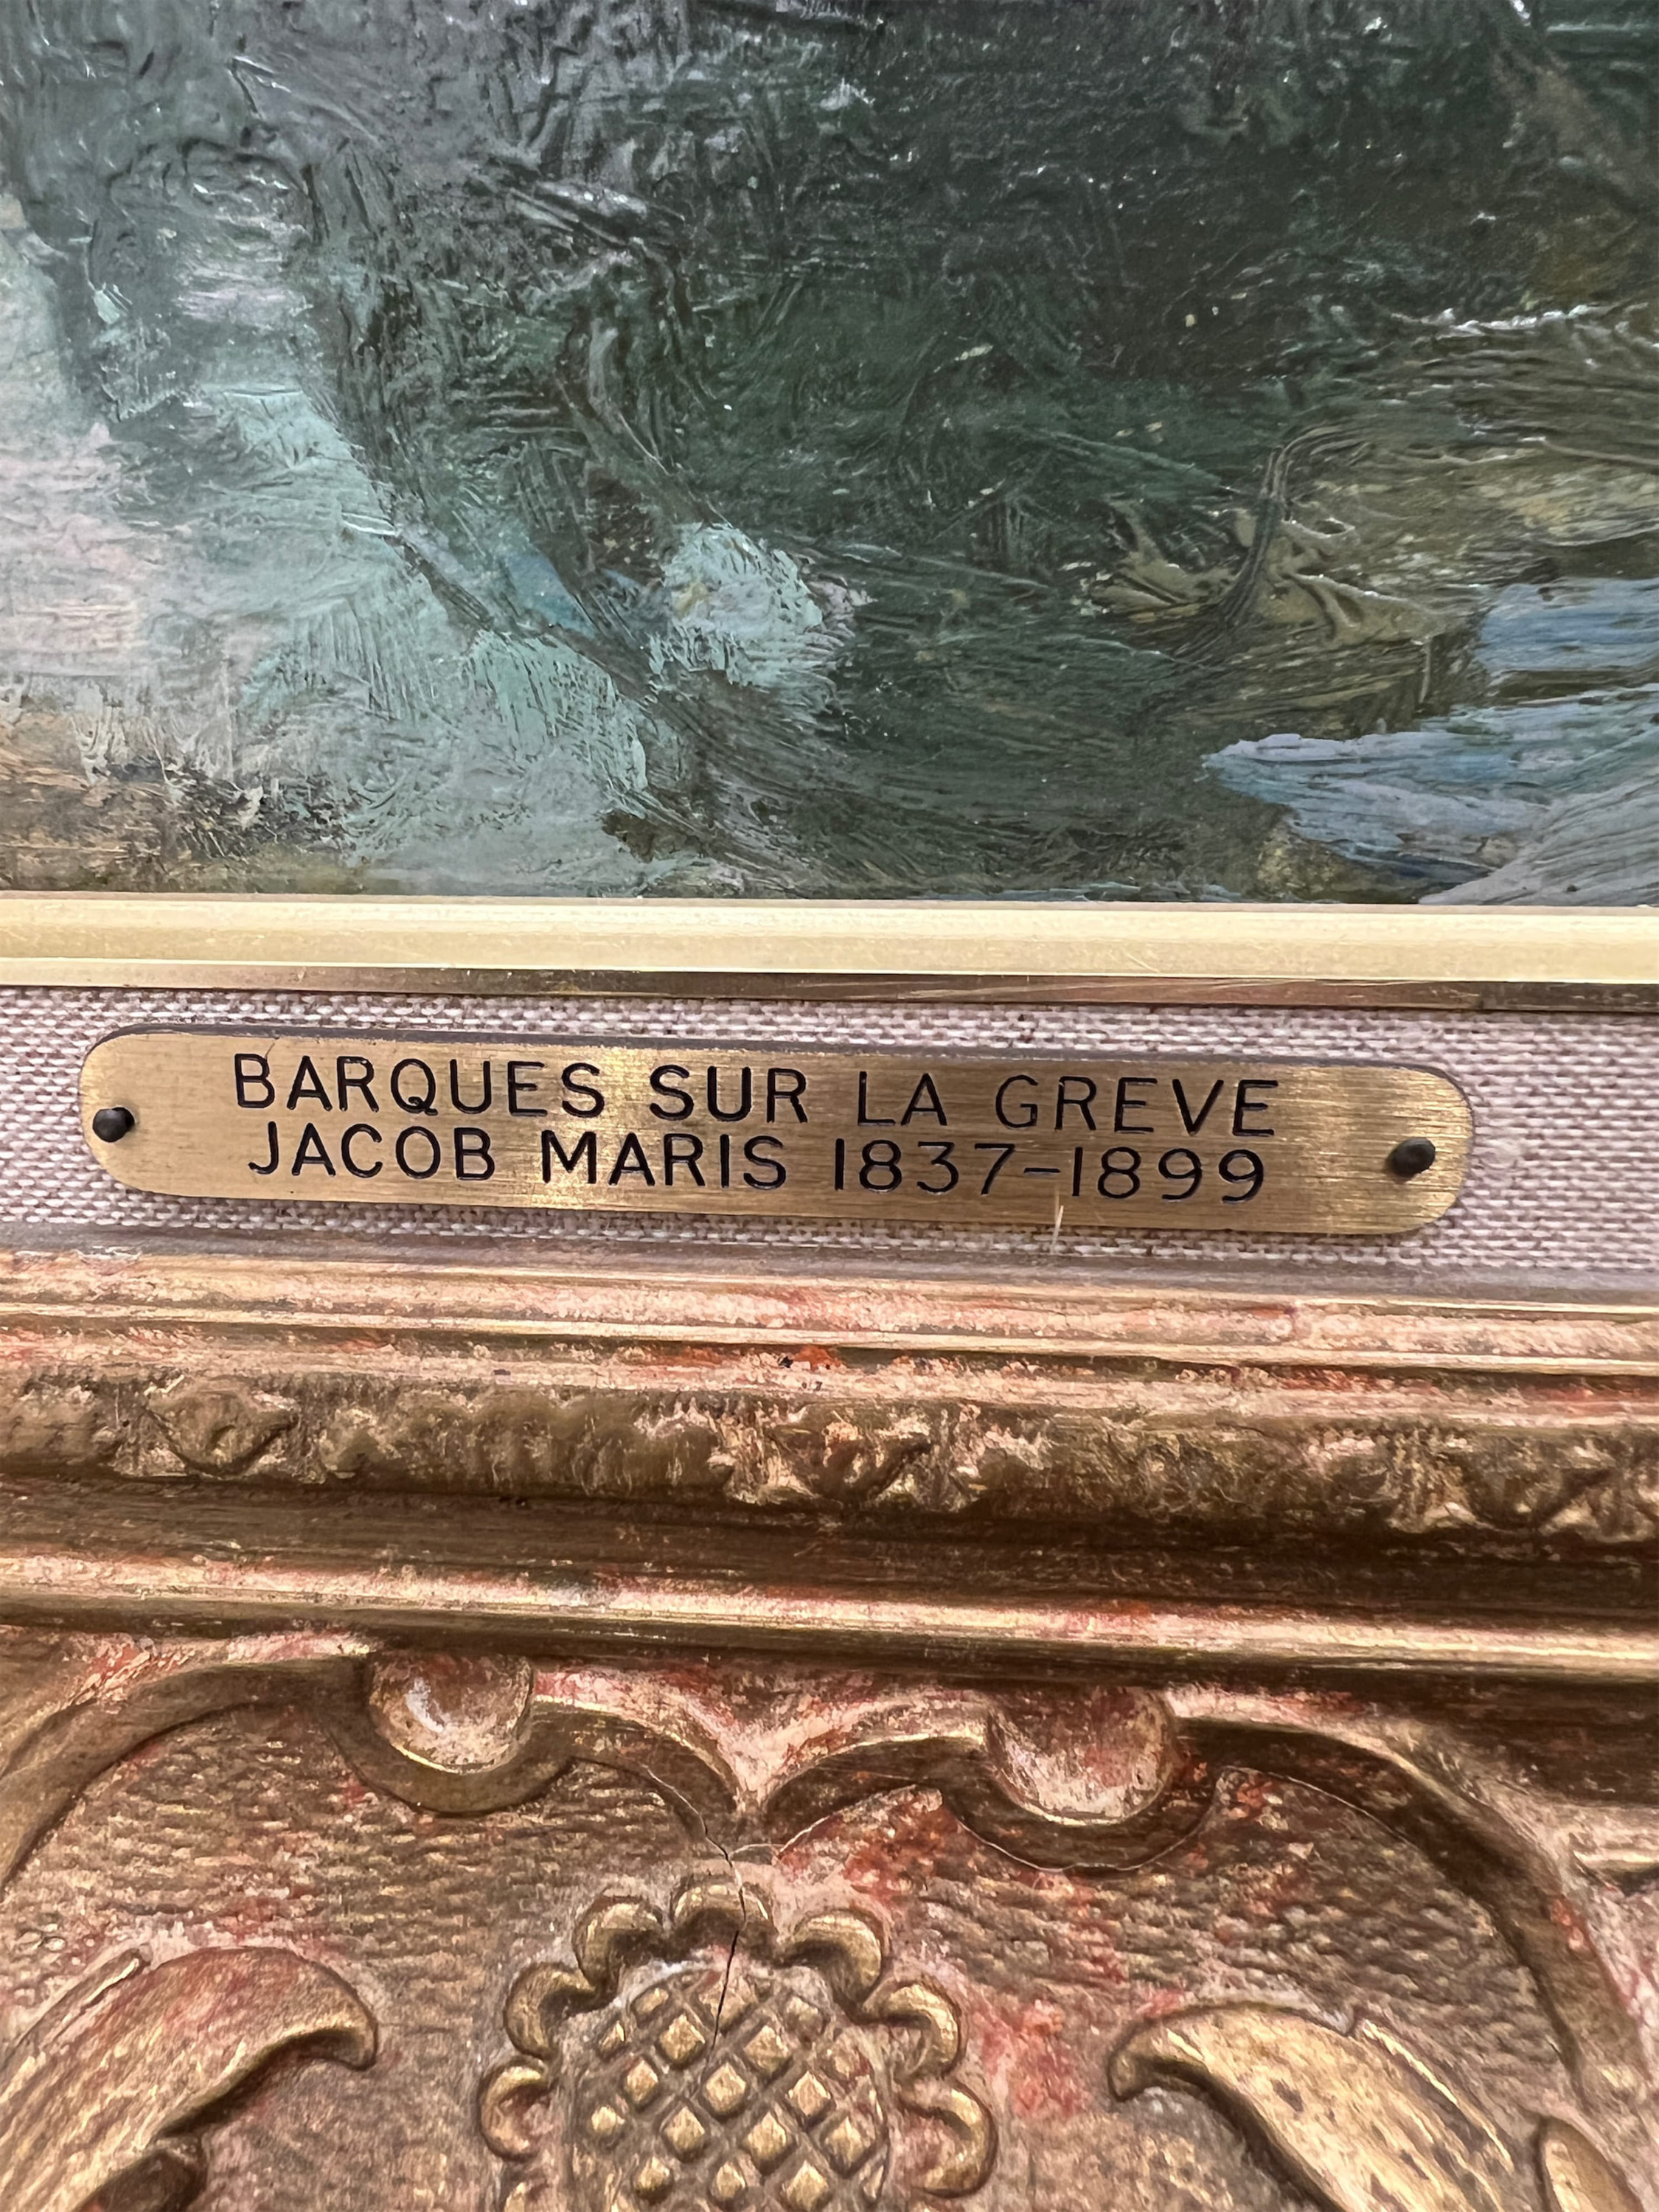 BARQUES SUR LA GREVE
JACOB MARIS 1837-1899